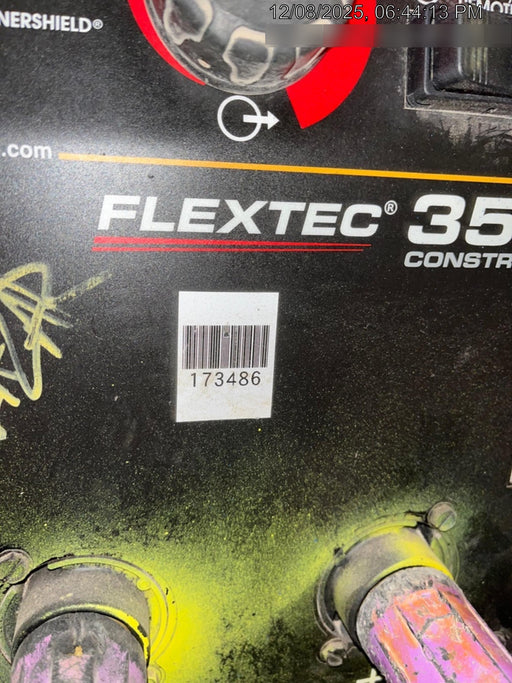 12/08/2025, 06:44:13 PM
NERSHIELD®
.com
FLEXTEC® 35
CONSTR
173486
+